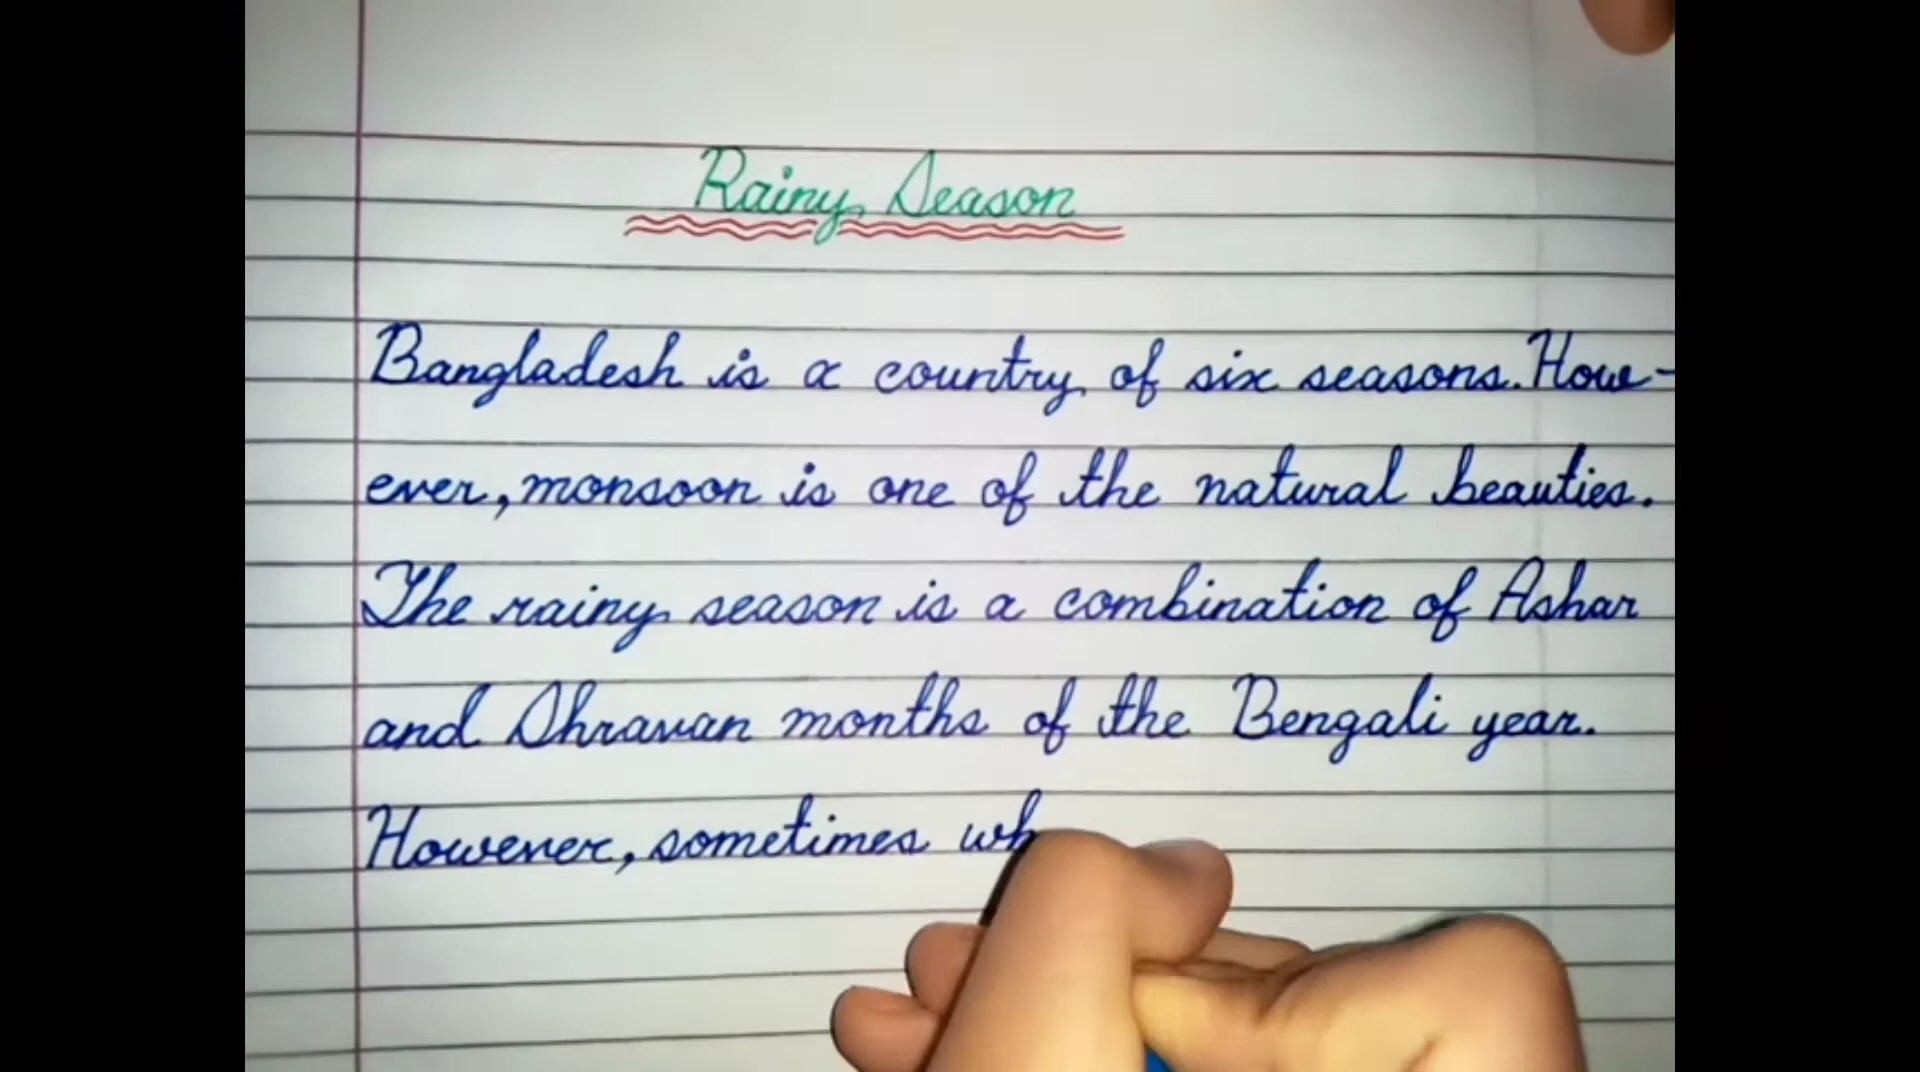 Rainy Season
Bangladesh is a country of six seasons. How-
ever, monsoon is one of the natural beauties.
The rainy season is a combination of Ashar
and Shravan months of the Bengali year.
However, sometimes wh